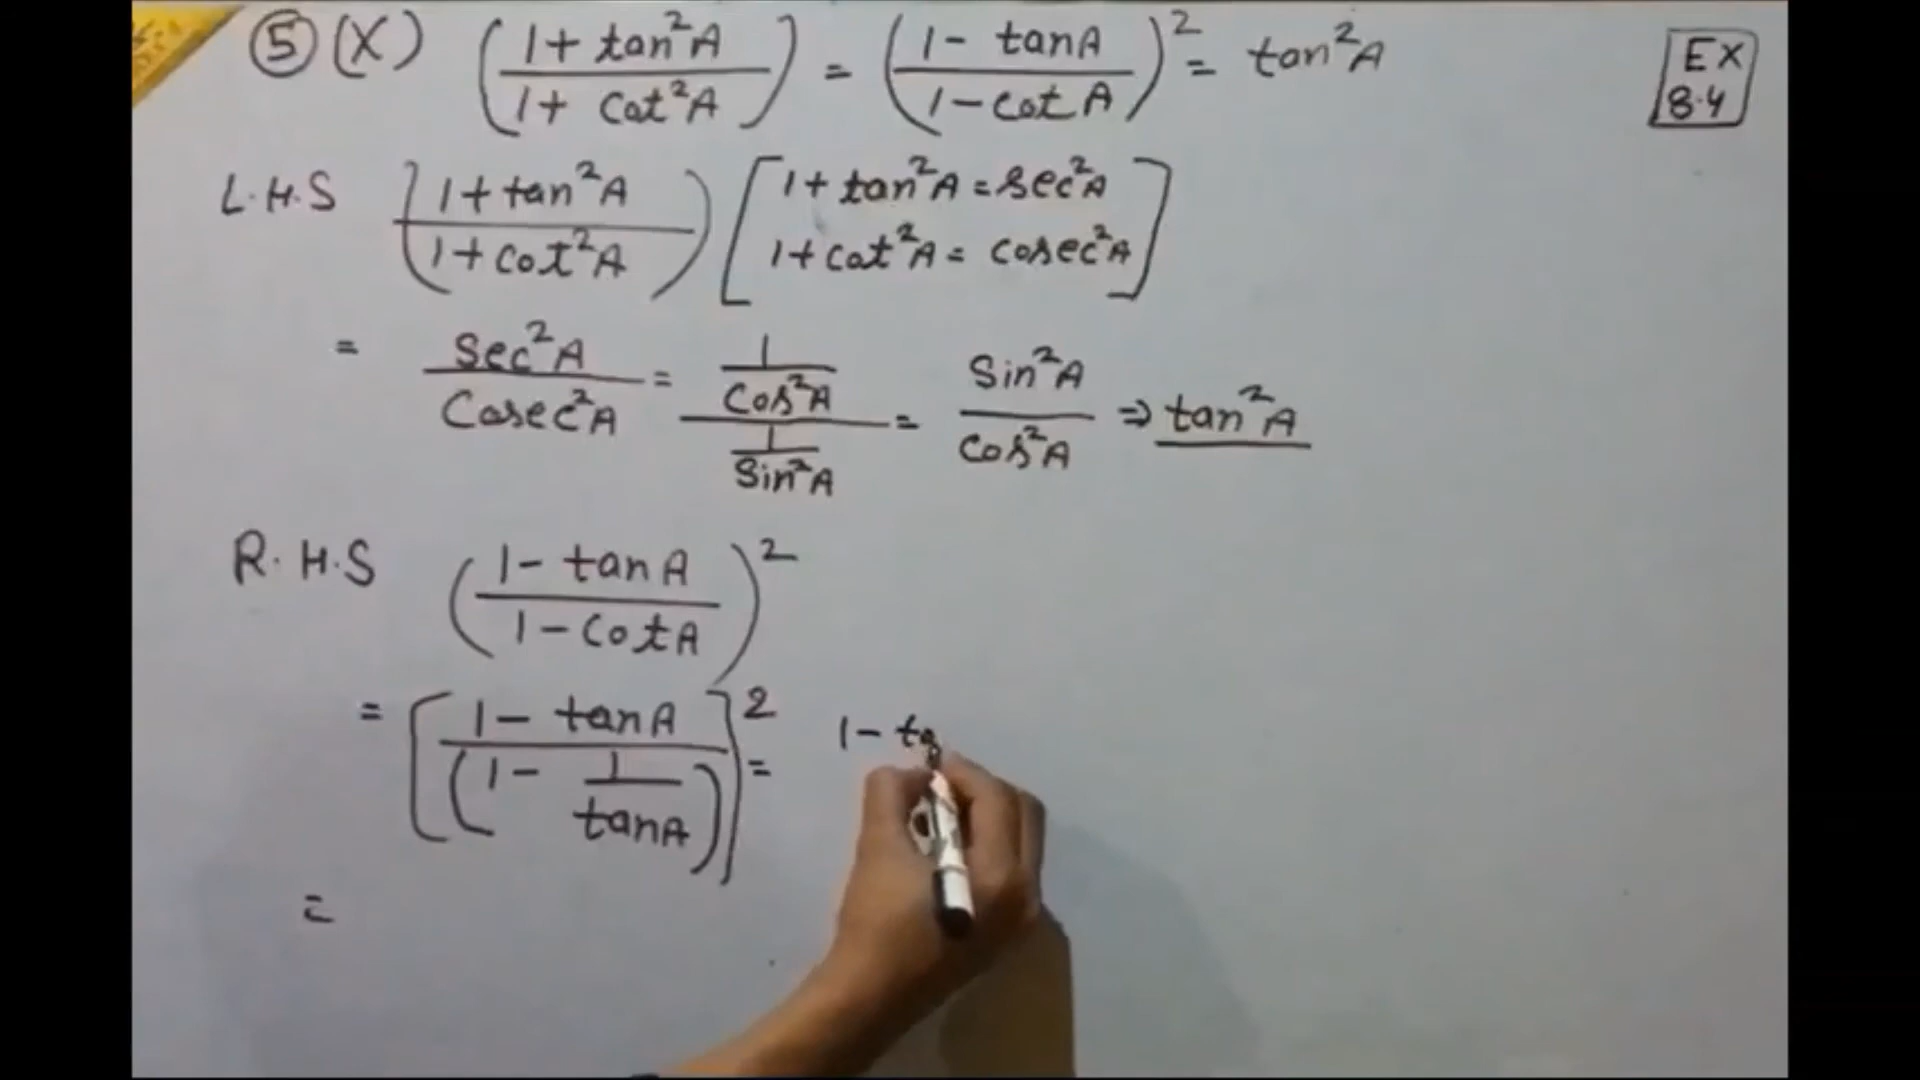 ⑤ (X) ((1 + tan²A)/(1 + cot²A)) = ((1 - tanA)/(1 - cotA))² = tan²A
EX 8.4
L.H.S ((1 + tan²A)/(1 + cot²A)) [1 + tan²A = sec²A
1 + cot²A = cosec²A]
= Sec²A/Cosec²A = (1/Cos²A)/(1/Sin²A) = Sin²A/Cos²A ⇒ tan²A
R.H.S ((1 - tanA)/(1 - CotA))²
= [(1 - tanA)/(1 - 1/tanA)]² = 1 - ta
=